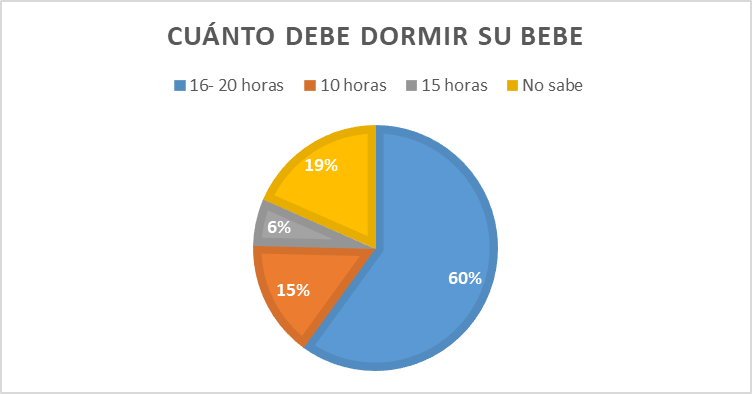 CUÁNTO DEBE DORMIR SU BEBE
16- 20 horas 10 horas 15 horas No sabe
19%
6%
15%
60%